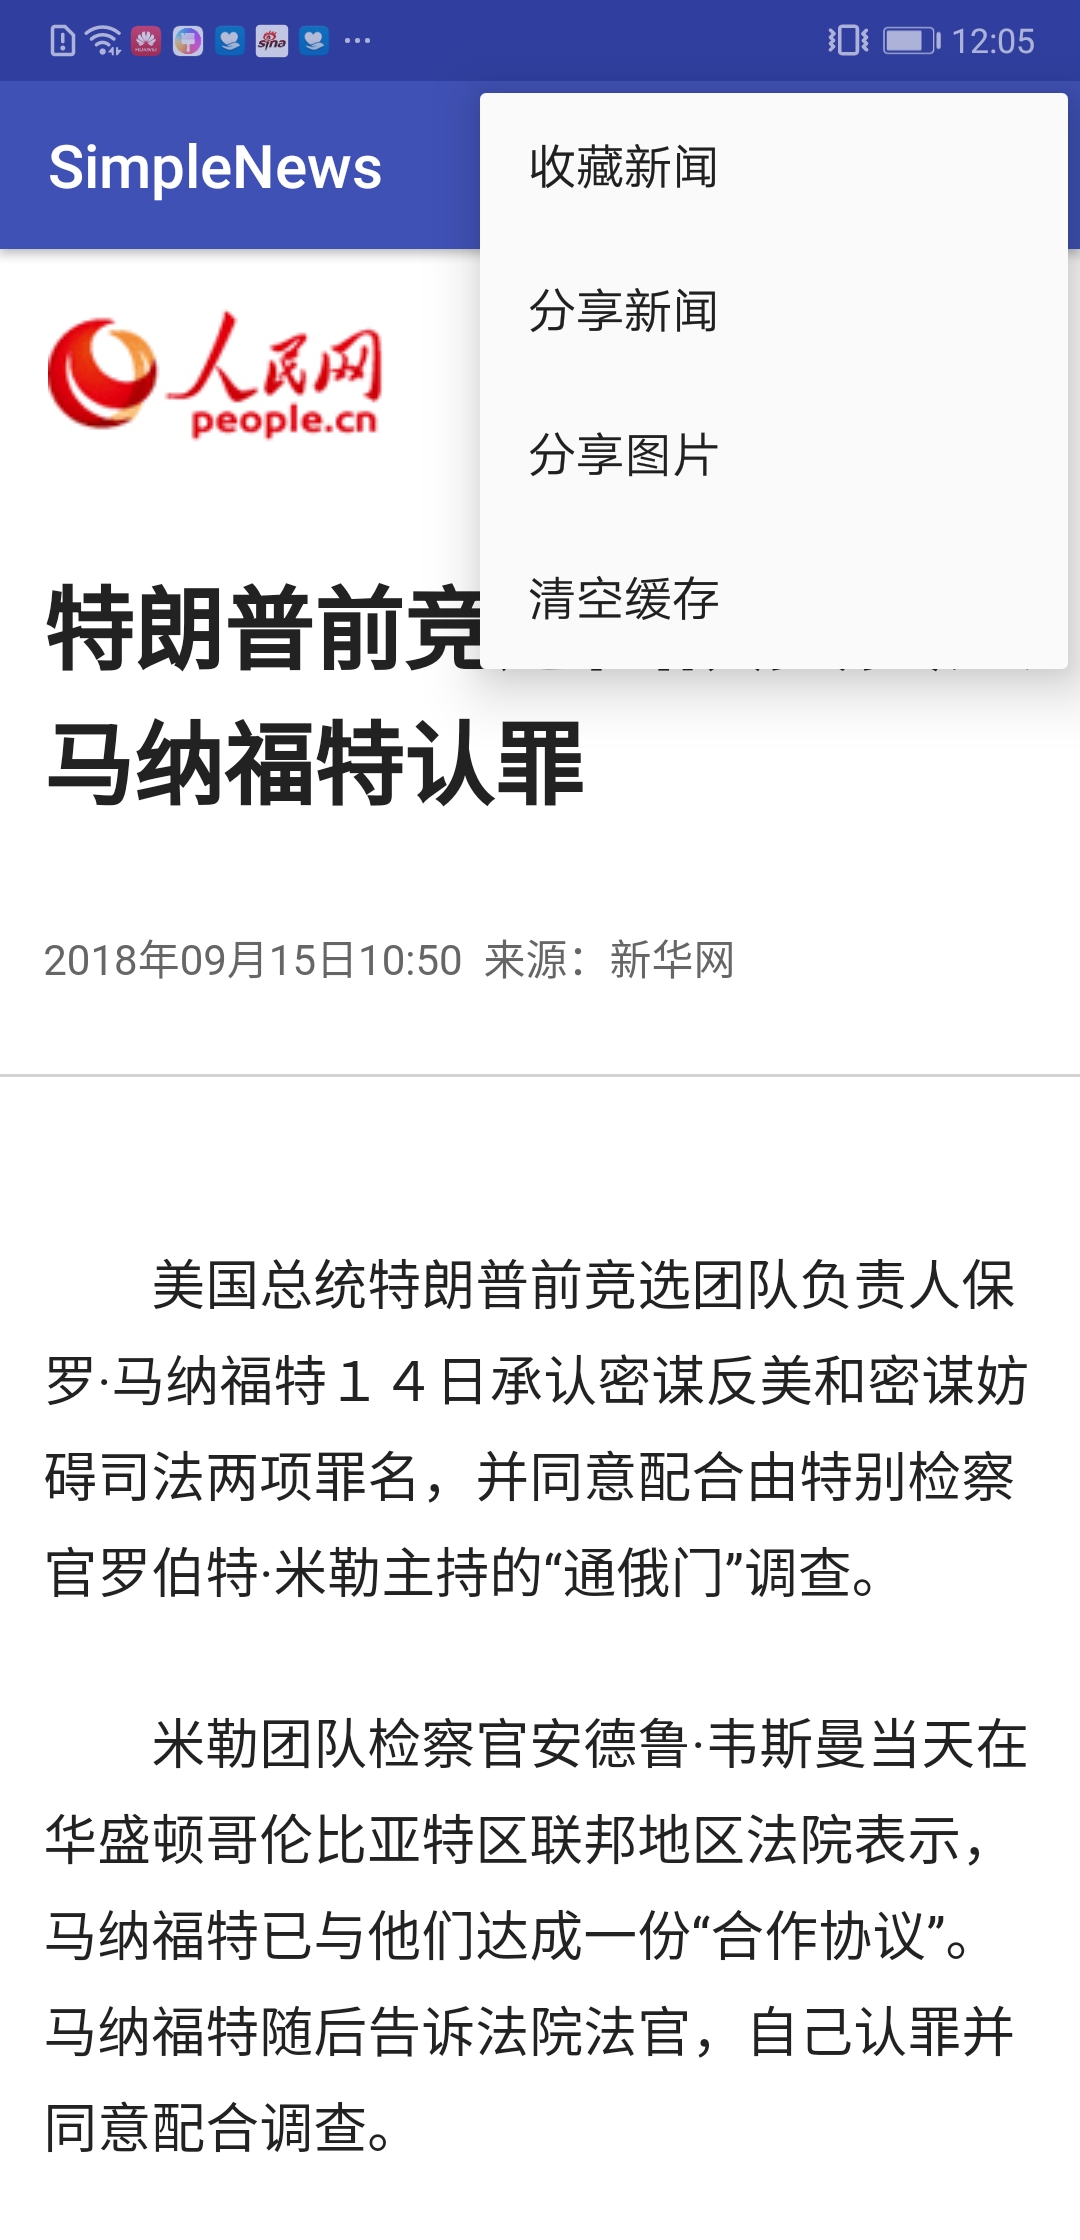 12:05
SimpleNews
收藏新闻
分享新闻
分享图片
清空缓存
人民网
people.cn
特朗普前竞
马纳福特认罪
2018年09月15日10:50 来源：新华网
美国总统特朗普前竞选团队负责人保
罗·马纳福特１４日承认密谋反美和密谋妨
碍司法两项罪名，并同意配合由特别检察
官罗伯特·米勒主持的“通俄门”调查。
米勒团队检察官安德鲁·韦斯曼当天在
华盛顿哥伦比亚特区联邦地区法院表示，
马纳福特已与他们达成一份“合作协议”。
马纳福特随后告诉法院法官，自己认罪并
同意配合调查。